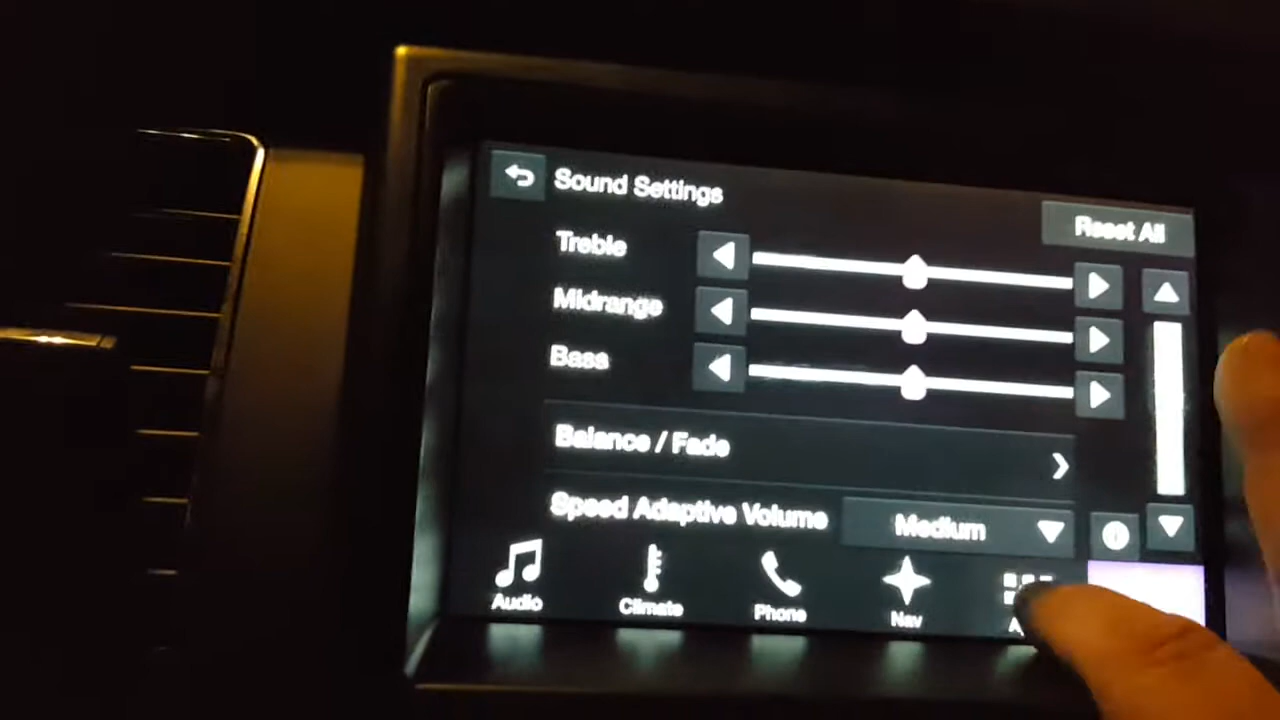 Sound Settings
Reset All
Treble
Midrange
Bass
Balance / Fade
Speed Adaptive Volume
Medium
Audio
Climate
Phone
Nav